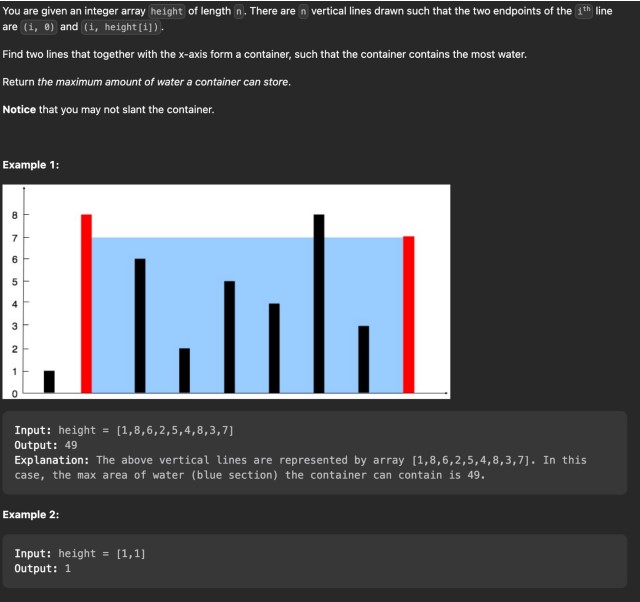 You are given an integer array height of length n. There are n vertical lines drawn such that the two endpoints of the ith line
are (i, 0) and (i, height[i]).
Find two lines that together with the x-axis form a container, such that the container contains the most water.
Return the maximum amount of water a container can store.
Notice that you may not slant the container.
Example 1:
8
7
6
5
4
3
2
1
0
Input: height = [1,8,6,2,5,4,8,3,7]
Output: 49
Explanation: The above vertical lines are represented by array [1,8,6,2,5,4,8,3,7]. In this
case, the max area of water (blue section) the container can contain is 49.
Example 2:
Input: height = [1,1]
Output: 1